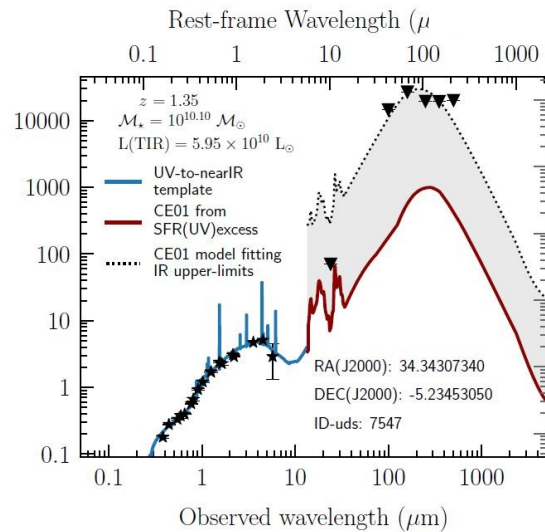 Rest-frame Wavelength (μ
0.1 1 10 100 1000
z = 1.35
M⋆ = 10^10.10 M⊙
L(TIR) = 5.95 × 10^10 L⊙
UV-to-nearIR
template
CE01 from
SFR(UV)excess
CE01 model fitting
IR upper-limits
10000
1000
100
10
1
0.1
RA(J2000): 34.34307340
DEC(J2000): -5.23453050
ID-uds: 7547
0.1 1 10 100 1000
Observed wavelength (μm)